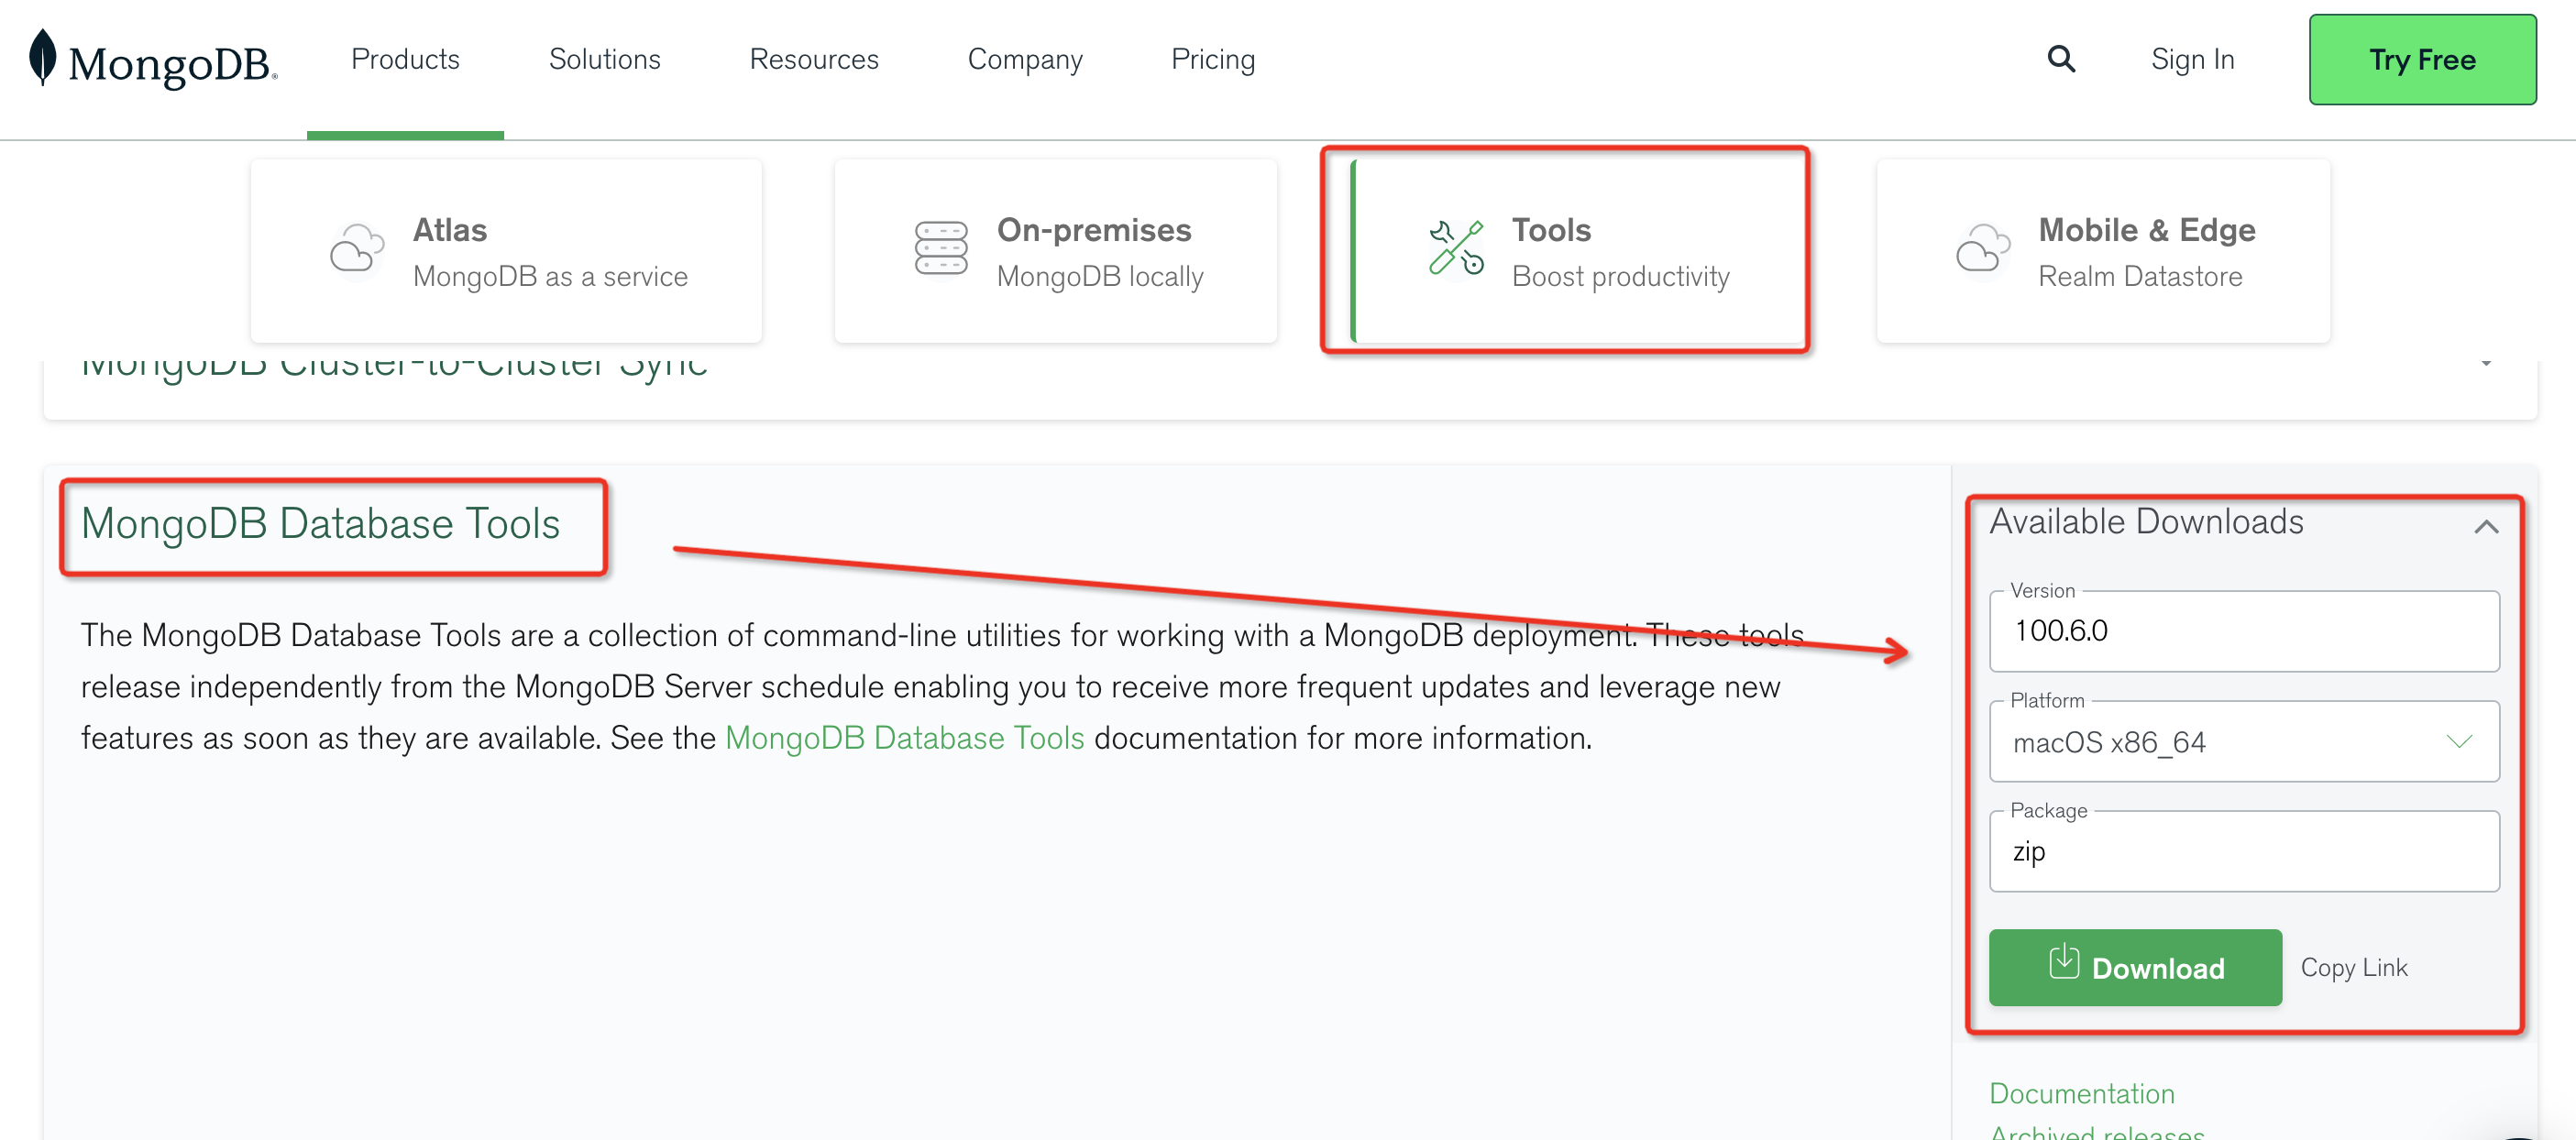 MongoDB.
Products
Solutions
Resources
Company
Pricing
Sign In
Try Free
Atlas
MongoDB as a service
On-premises
MongoDB locally
Tools
Boost productivity
Mobile & Edge
Realm Datastore
MongoDB Cluster-to-Cluster Sync
MongoDB Database Tools
The MongoDB Database Tools are a collection of command-line utilities for working with a MongoDB deployment. These tools
release independently from the MongoDB Server schedule enabling you to receive more frequent updates and leverage new
features as soon as they are available. See the MongoDB Database Tools documentation for more information.
Available Downloads
Version
100.6.0
Platform
macOS x86_64
Package
zip
Download
Copy Link
Documentation
Archived releases